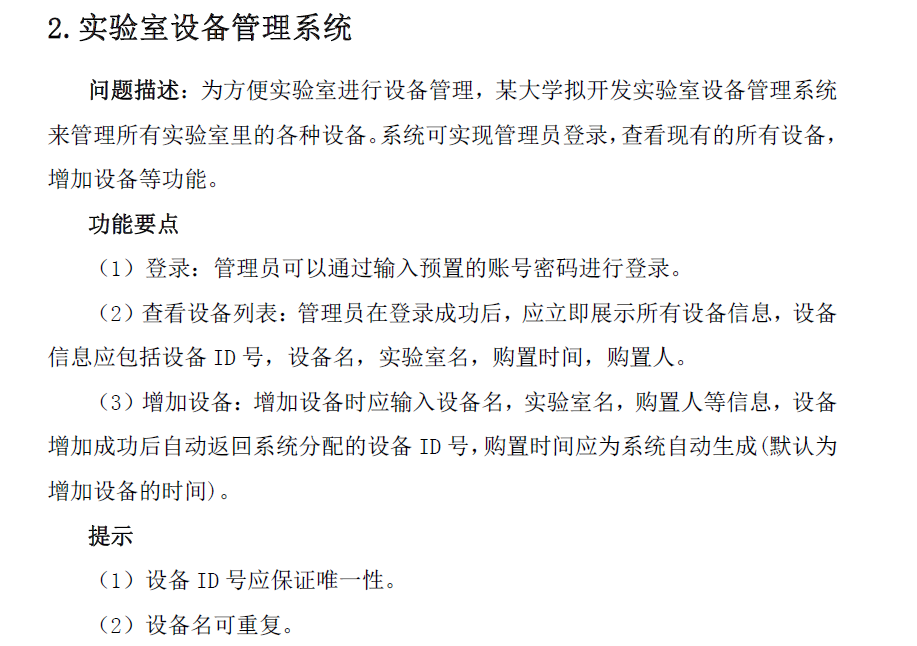 2.实验室设备管理系统
问题描述：为方便实验室进行设备管理，某大学拟开发实验室设备管理系统
来管理所有实验室里的各种设备。系统可实现管理员登录，查看现有的所有设备，
增加设备等功能。
功能要点
（1）登录：管理员可以通过输入预置的账号密码进行登录。
（2）查看设备列表：管理员在登录成功后，应立即展示所有设备信息，设备
信息应包括设备 ID 号，设备名，实验室名，购置时间，购置人。
（3）增加设备：增加设备时应输入设备名，实验室名，购置人等信息，设备
增加成功后自动返回系统分配的设备 ID 号，购置时间应为系统自动生成(默认为
增加设备的时间)。
提示
（1）设备 ID 号应保证唯一性。
（2）设备名可重复。